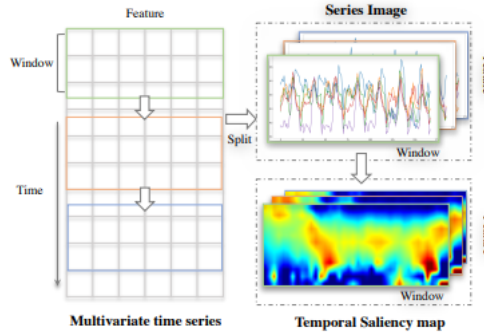 Feature
Series Image
Window
Split
Window
Time
Window
Multivariate time series
Temporal Saliency map